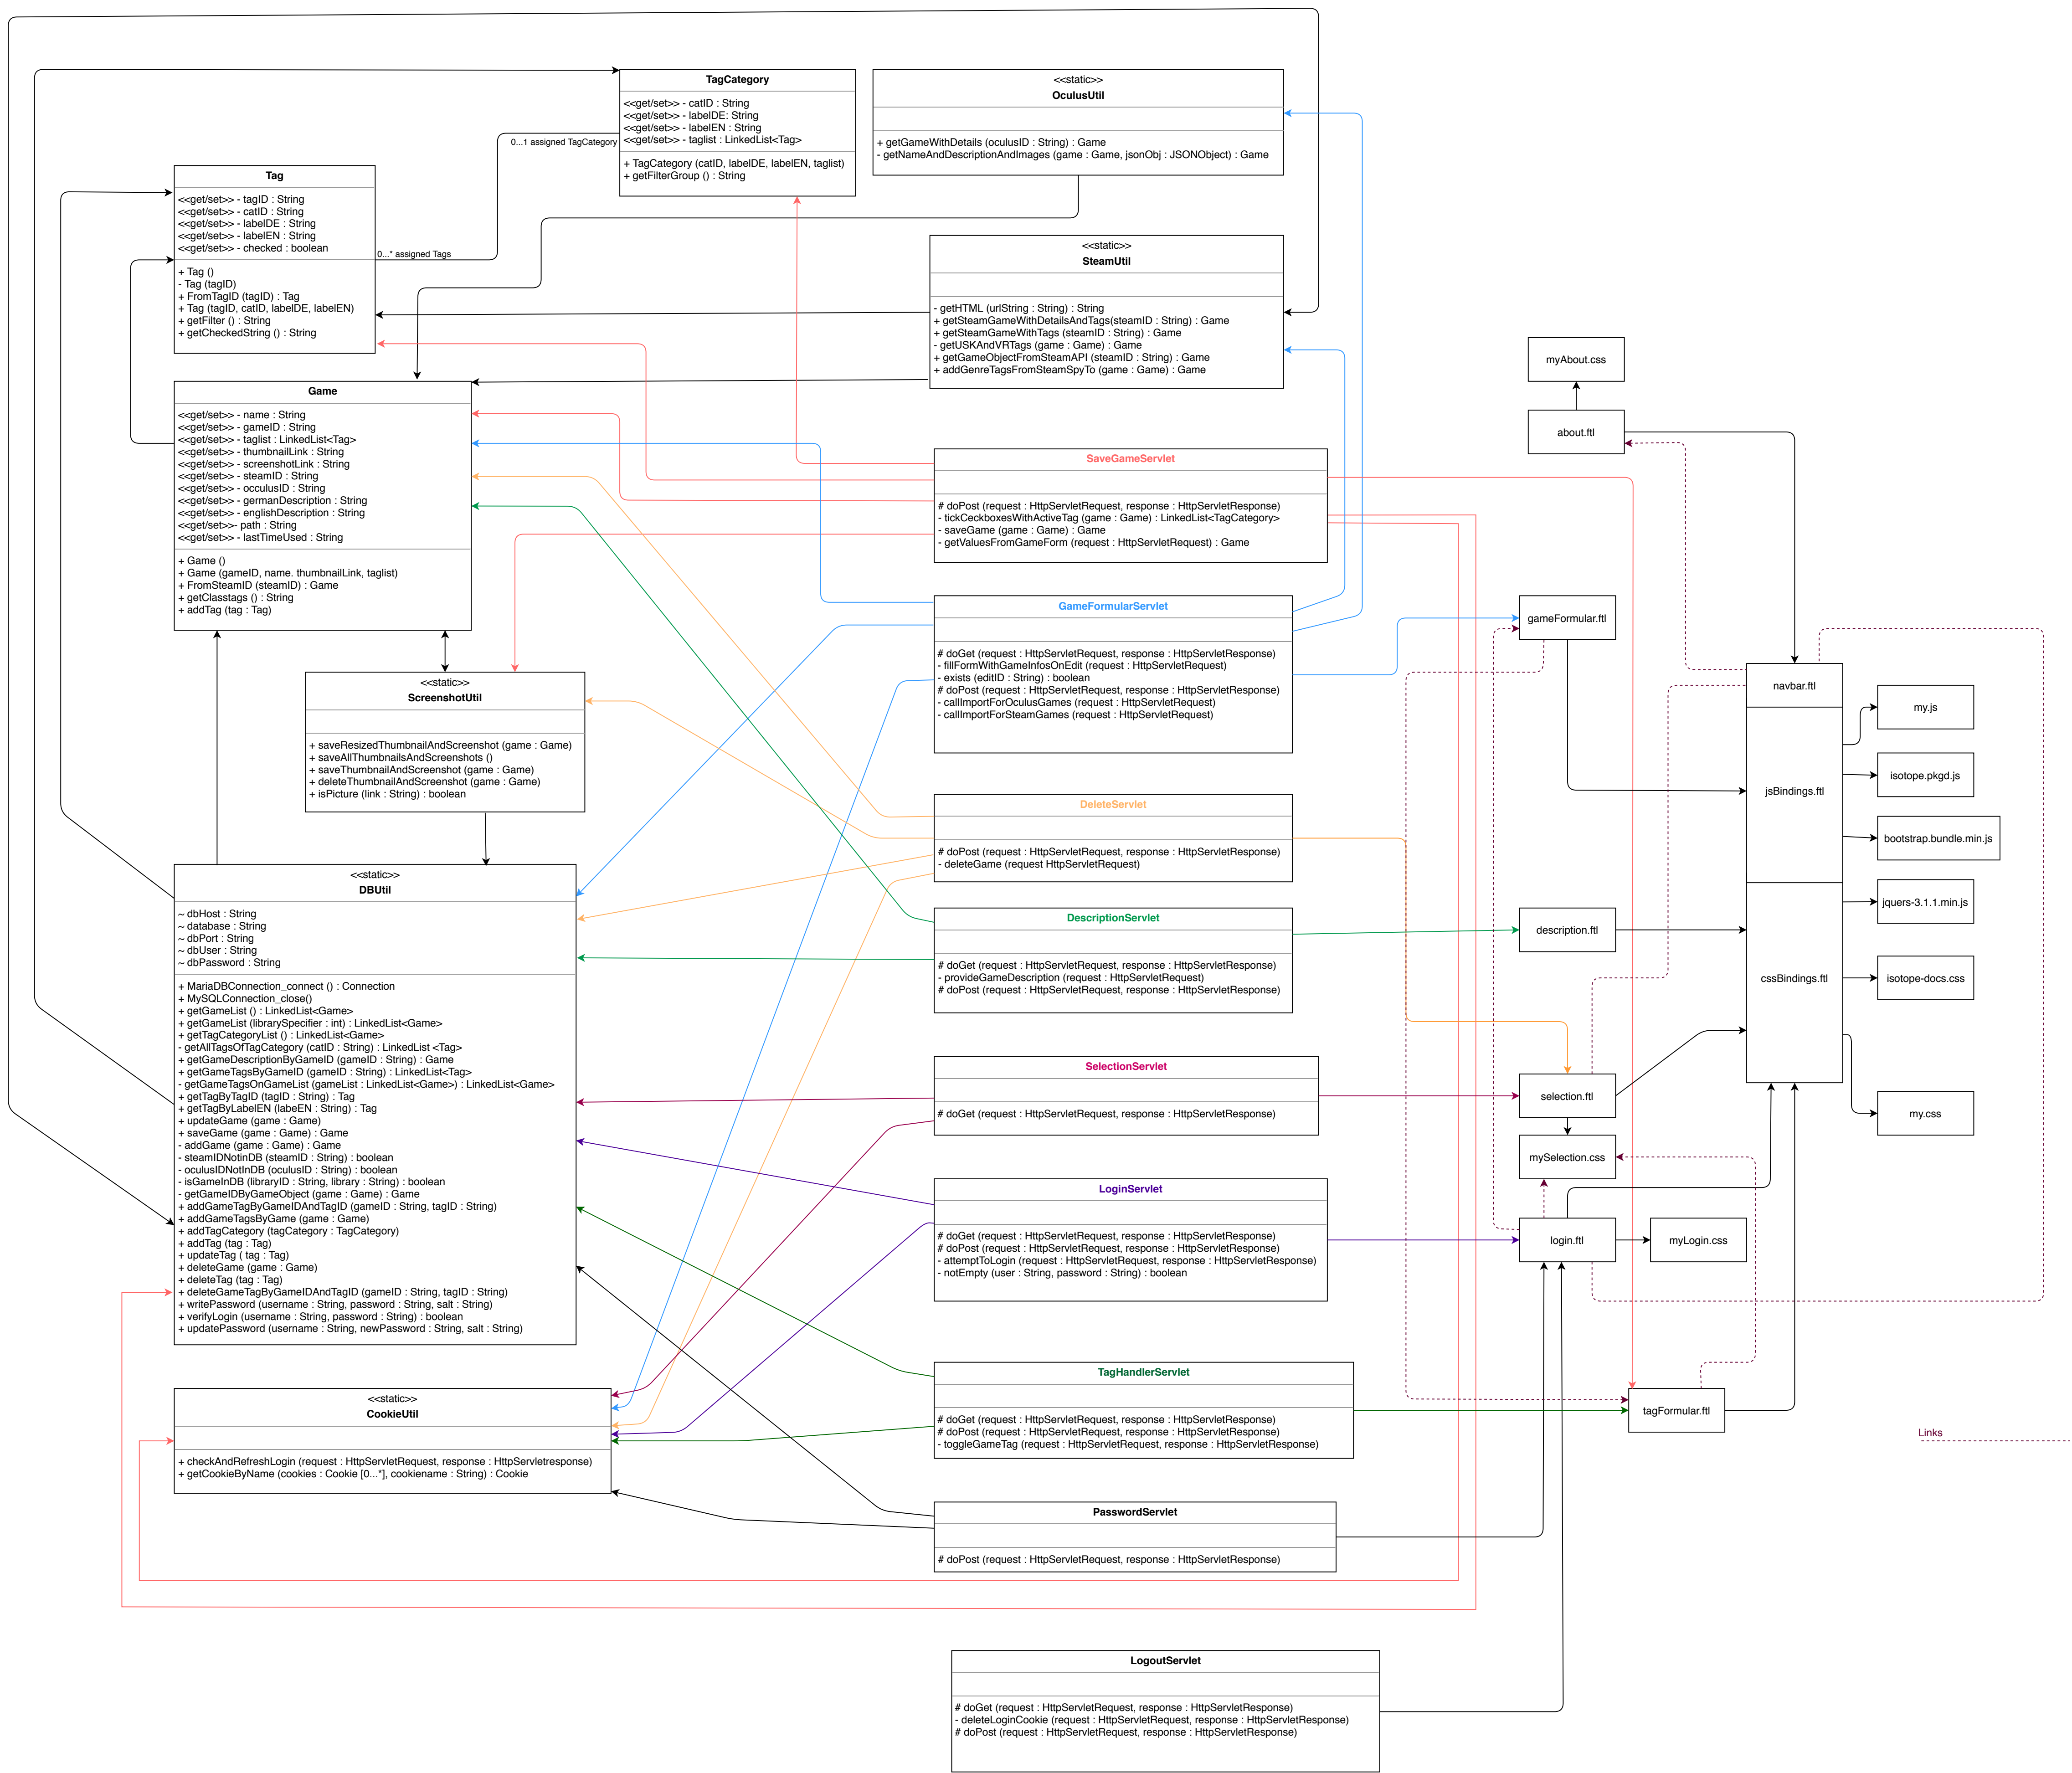 TagCategory
<<get/set>> - catID : String
<<get/set>> - labelDE: String
<<get/set>> - labelEN : String
<<get/set>> - taglist : LinkedList<Tag>
+ TagCategory (catID, labelDE, labelEN, taglist)
+ getFilterGroup () : String
<<static>>
OculusUtil
+ getGameWithDetails (oculusID : String) : Game
- getNameAndDescriptionAndImages (game : Game, jsonObj : JSONObject) : Game
0...1 assigned TagCategory
Tag
<<get/set>> - tagID : String
<<get/set>> - catID : String
<<get/set>> - labelDE : String
<<get/set>> - labelEN : String
<<get/set>> - checked : boolean
+ Tag ()
- Tag (tagID)
+ FromTagID (tagID) : Tag
+ Tag (tagID, catID, labelDE, labelEN)
+ getFilter () : String
+ getCheckedString () : String
0...* assigned Tags
<<static>>
SteamUtil
- getHTML (urlString : String) : String
+ getSteamGameWithDetailsAndTags(steamID : String) : Game
+ getSteamGameWithTags (steamID : String) : Game
- getUSKAndVRTags (game : Game) : Game
+ getGameObjectFromSteamAPI (steamID : String) : Game
+ addGenreTagsFromSteamSpyTo (game : Game) : Game
Game
<<get/set>> - name : String
<<get/set>> - gameID : String
<<get/set>> - taglist : LinkedList<Tag>
<<get/set>> - thumbnailLink : String
<<get/set>> - screenshotLink : String
<<get/set>> - steamID : String
<<get/set>> - occulusID : String
<<get/set>> - germanDescription : String
<<get/set>> - englishDescription : String
<<get/set>>- path : String
<<get/set>> - lastTimeUsed : String
+ Game ()
+ Game (gameID, name. thumbnailLink, taglist)
+ FromSteamID (steamID) : Game
+ getClasstags () : String
+ addTag (tag : Tag)
SaveGameServlet
# doPost (request : HttpServletRequest, response : HttpServletResponse)
- tickCeckboxesWithActiveTag (game : Game) : LinkedList<TagCategory>
- saveGame (game : Game) : Game
- getValuesFromGameForm (request : HttpServletRequest) : Game
myAbout.css
about.ftl
GameFormularServlet
# doGet (request : HttpServletRequest, response : HttpServletResponse)
- fillFormWithGameInfosOnEdit (request : HttpServletRequest)
- exists (editID : String) : boolean
# doPost (request : HttpServletRequest, response : HttpServletResponse)
- callImportForOculusGames (request : HttpServletRequest)
- callImportForSteamGames (request : HttpServletRequest)
gameFormular.ftl
<<static>>
ScreenshotUtil
+ saveResizedThumbnailAndScreenshot (game : Game)
+ saveAllThumbnailsAndScreenshots ()
+ saveThumbnailAndScreenshot (game : Game)
+ deleteThumbnailAndScreenshot (game : Game)
+ isPicture (link : String) : boolean
navbar.ftl
my.js
isotope.pkgd.js
jsBindings.ftl
bootstrap.bundle.min.js
jquers-3.1.1.min.js
cssBindings.ftl
isotope-docs.css
my.css
DeleteServlet
# doPost (request : HttpServletRequest, response : HttpServletResponse)
- deleteGame (request HttpServletRequest)
<<static>>
DBUtil
~ dbHost : String
~ database : String
~ dbPort : String
~ dbUser : String
~ dbPassword : String
+ MariaDBConnection_connect () : Connection
+ MySQLConnection_close()
+ getGameList () : LinkedList<Game>
+ getGameList (librarySpecifier : int) : LinkedList<Game>
+ getTagCategoryList () : LinkedList<Game>
- getAllTagsOfTagCategory (catID : String) : LinkedList <Tag>
+ getGameDescriptionByGameID (gameID : String) : Game
+ getGameTagsByGameID (gameID : String) : LinkedList<Tag>
- getGameTagsOnGameList (gameList : LinkedList<Game>) : LinkedList<Game>
+ getTagByTagID (tagID : String) : Tag
+ getTagByLabelEN (labeEN : String) : Tag
+ updateGame (game : Game)
+ saveGame (game : Game) : Game
- addGame (game : Game) : Game
- steamIDNotinDB (steamID : String) : boolean
- oculusIDNotInDB (oculusID : String) : boolean
- isGameInDB (libraryID : String, library : String) : boolean
- getGameIDByGameObject (game : Game) : Game
+ addGameTagByGameIDAndTagID (gameID : String, tagID : String)
+ addGameTagsByGame (game : Game)
+ addTagCategory (tagCategory : TagCategory)
+ addTag (tag : Tag)
+ updateTag ( tag : Tag)
+ deleteGame (game : Game)
+ deleteTag (tag : Tag)
+ deleteGameTagByGameIDAndTagID (gameID : String, tagID : String)
+ writePassword (username : String, password : String, salt : String)
+ verifyLogin (username : String, password : String) : boolean
+ updatePassword (username : String, newPassword : String, salt : String)
DescriptionServlet
# doGet (request : HttpServletRequest, response : HttpServletResponse)
- provideGameDescription (request : HttpServletRequest)
# doPost (request : HttpServletRequest, response : HttpServletResponse)
description.ftl
SelectionServlet
# doGet (request : HttpServletRequest, response : HttpServletResponse)
selection.ftl
mySelection.css
LoginServlet
# doGet (request : HttpServletRequest, response : HttpServletResponse)
# doPost (request : HttpServletRequest, response : HttpServletResponse)
- attemptToLogin (request : HttpServletRequest, response : HttpServletResponse)
- notEmpty (user : String, password : String) : boolean
login.ftl
myLogin.css
TagHandlerServlet
# doGet (request : HttpServletRequest, response : HttpServletResponse)
# doPost (request : HttpServletRequest, response : HttpServletResponse)
- toggleGameTag (request : HttpServletRequest, response : HttpServletResponse)
tagFormular.ftl
Links
<<static>>
CookieUtil
+ checkAndRefreshLogin (request : HttpServletRequest, response : HttpServletresponse)
+ getCookieByName (cookies : Cookie [0...*], cookiename : String) : Cookie
PasswordServlet
# doPost (request : HttpServletRequest, response : HttpServletResponse)
LogoutServlet
# doGet (request : HttpServletRequest, response : HttpServletResponse)
- deleteLoginCookie (request : HttpServletRequest, response : HttpServletResponse)
# doPost (request : HttpServletRequest, response : HttpServletResponse)